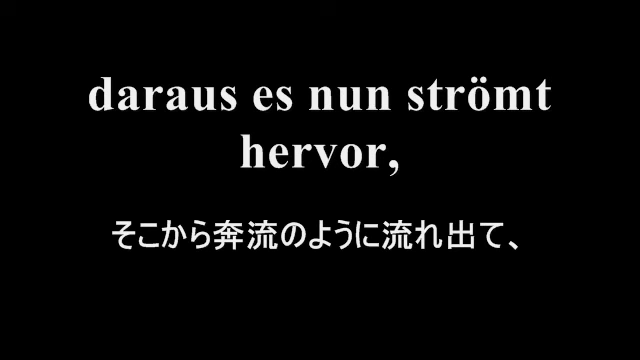 daraus es nun strömt
hervor,
そこから奔流のように流れ出て、